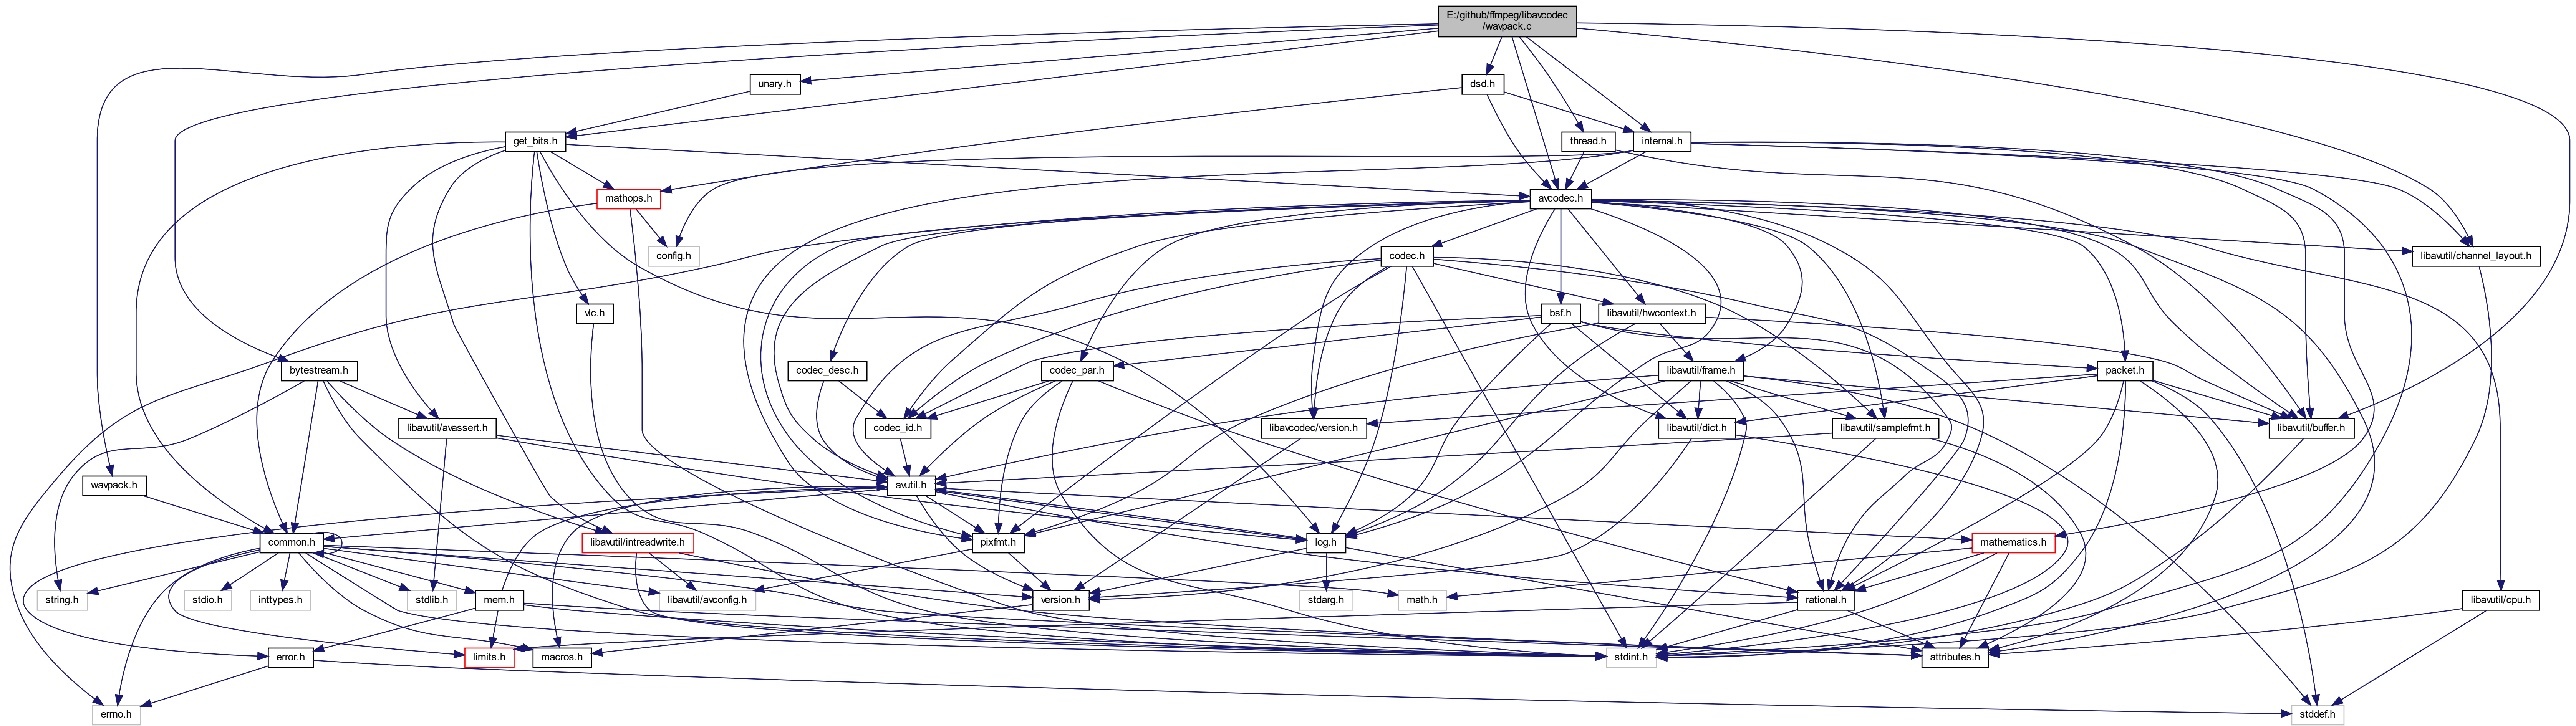 E:/github/ffmpeg/libavcodec
/wavpack.c
unary.h
dsd.h
get_bits.h
thread.h
internal.h
mathops.h
avcodec.h
config.h
codec.h
libavutil/channel_layout.h
vlc.h
bsf.h
libavutil/hwcontext.h
bytestream.h
codec_desc.h
codec_par.h
libavutil/frame.h
packet.h
libavutil/avassert.h
codec_id.h
libavcodec/version.h
libavutil/dict.h
libavutil/samplefmt.h
libavutil/buffer.h
wavpack.h
avutil.h
common.h
libavutil/intreadwrite.h
pixfmt.h
log.h
mathematics.h
string.h
stdio.h
inttypes.h
stdlib.h
mem.h
libavutil/avconfig.h
version.h
stdarg.h
math.h
rational.h
libavutil/cpu.h
error.h
limits.h
macros.h
stdint.h
attributes.h
errno.h
stddef.h